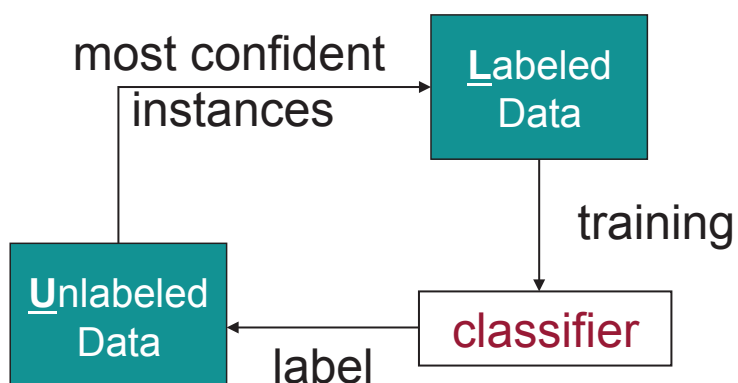 most confident
instances
Labeled
Data
training
classifier
label
Unlabeled
Data